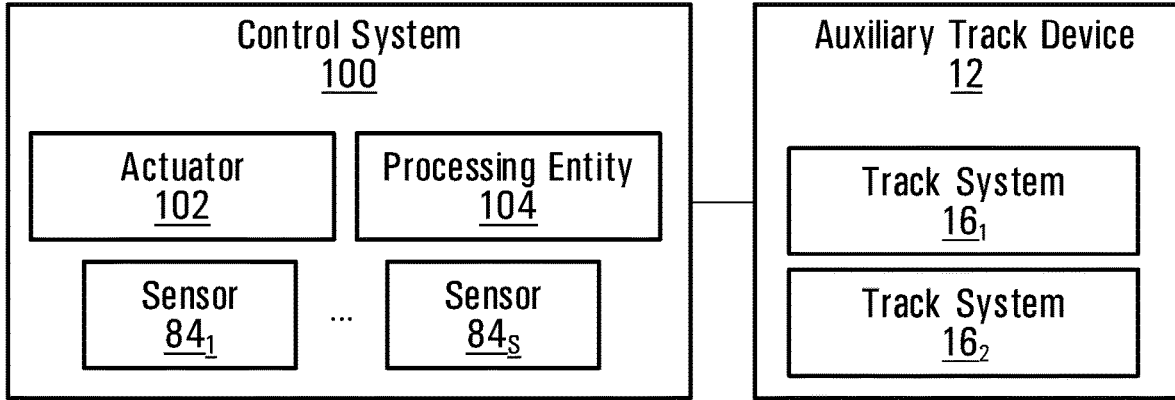 Control System
100
Actuator
102
Processing Entity
104
Sensor
84₁
...
Sensor
84S
Auxiliary Track Device
12
Track System
16₁
Track System
16₂